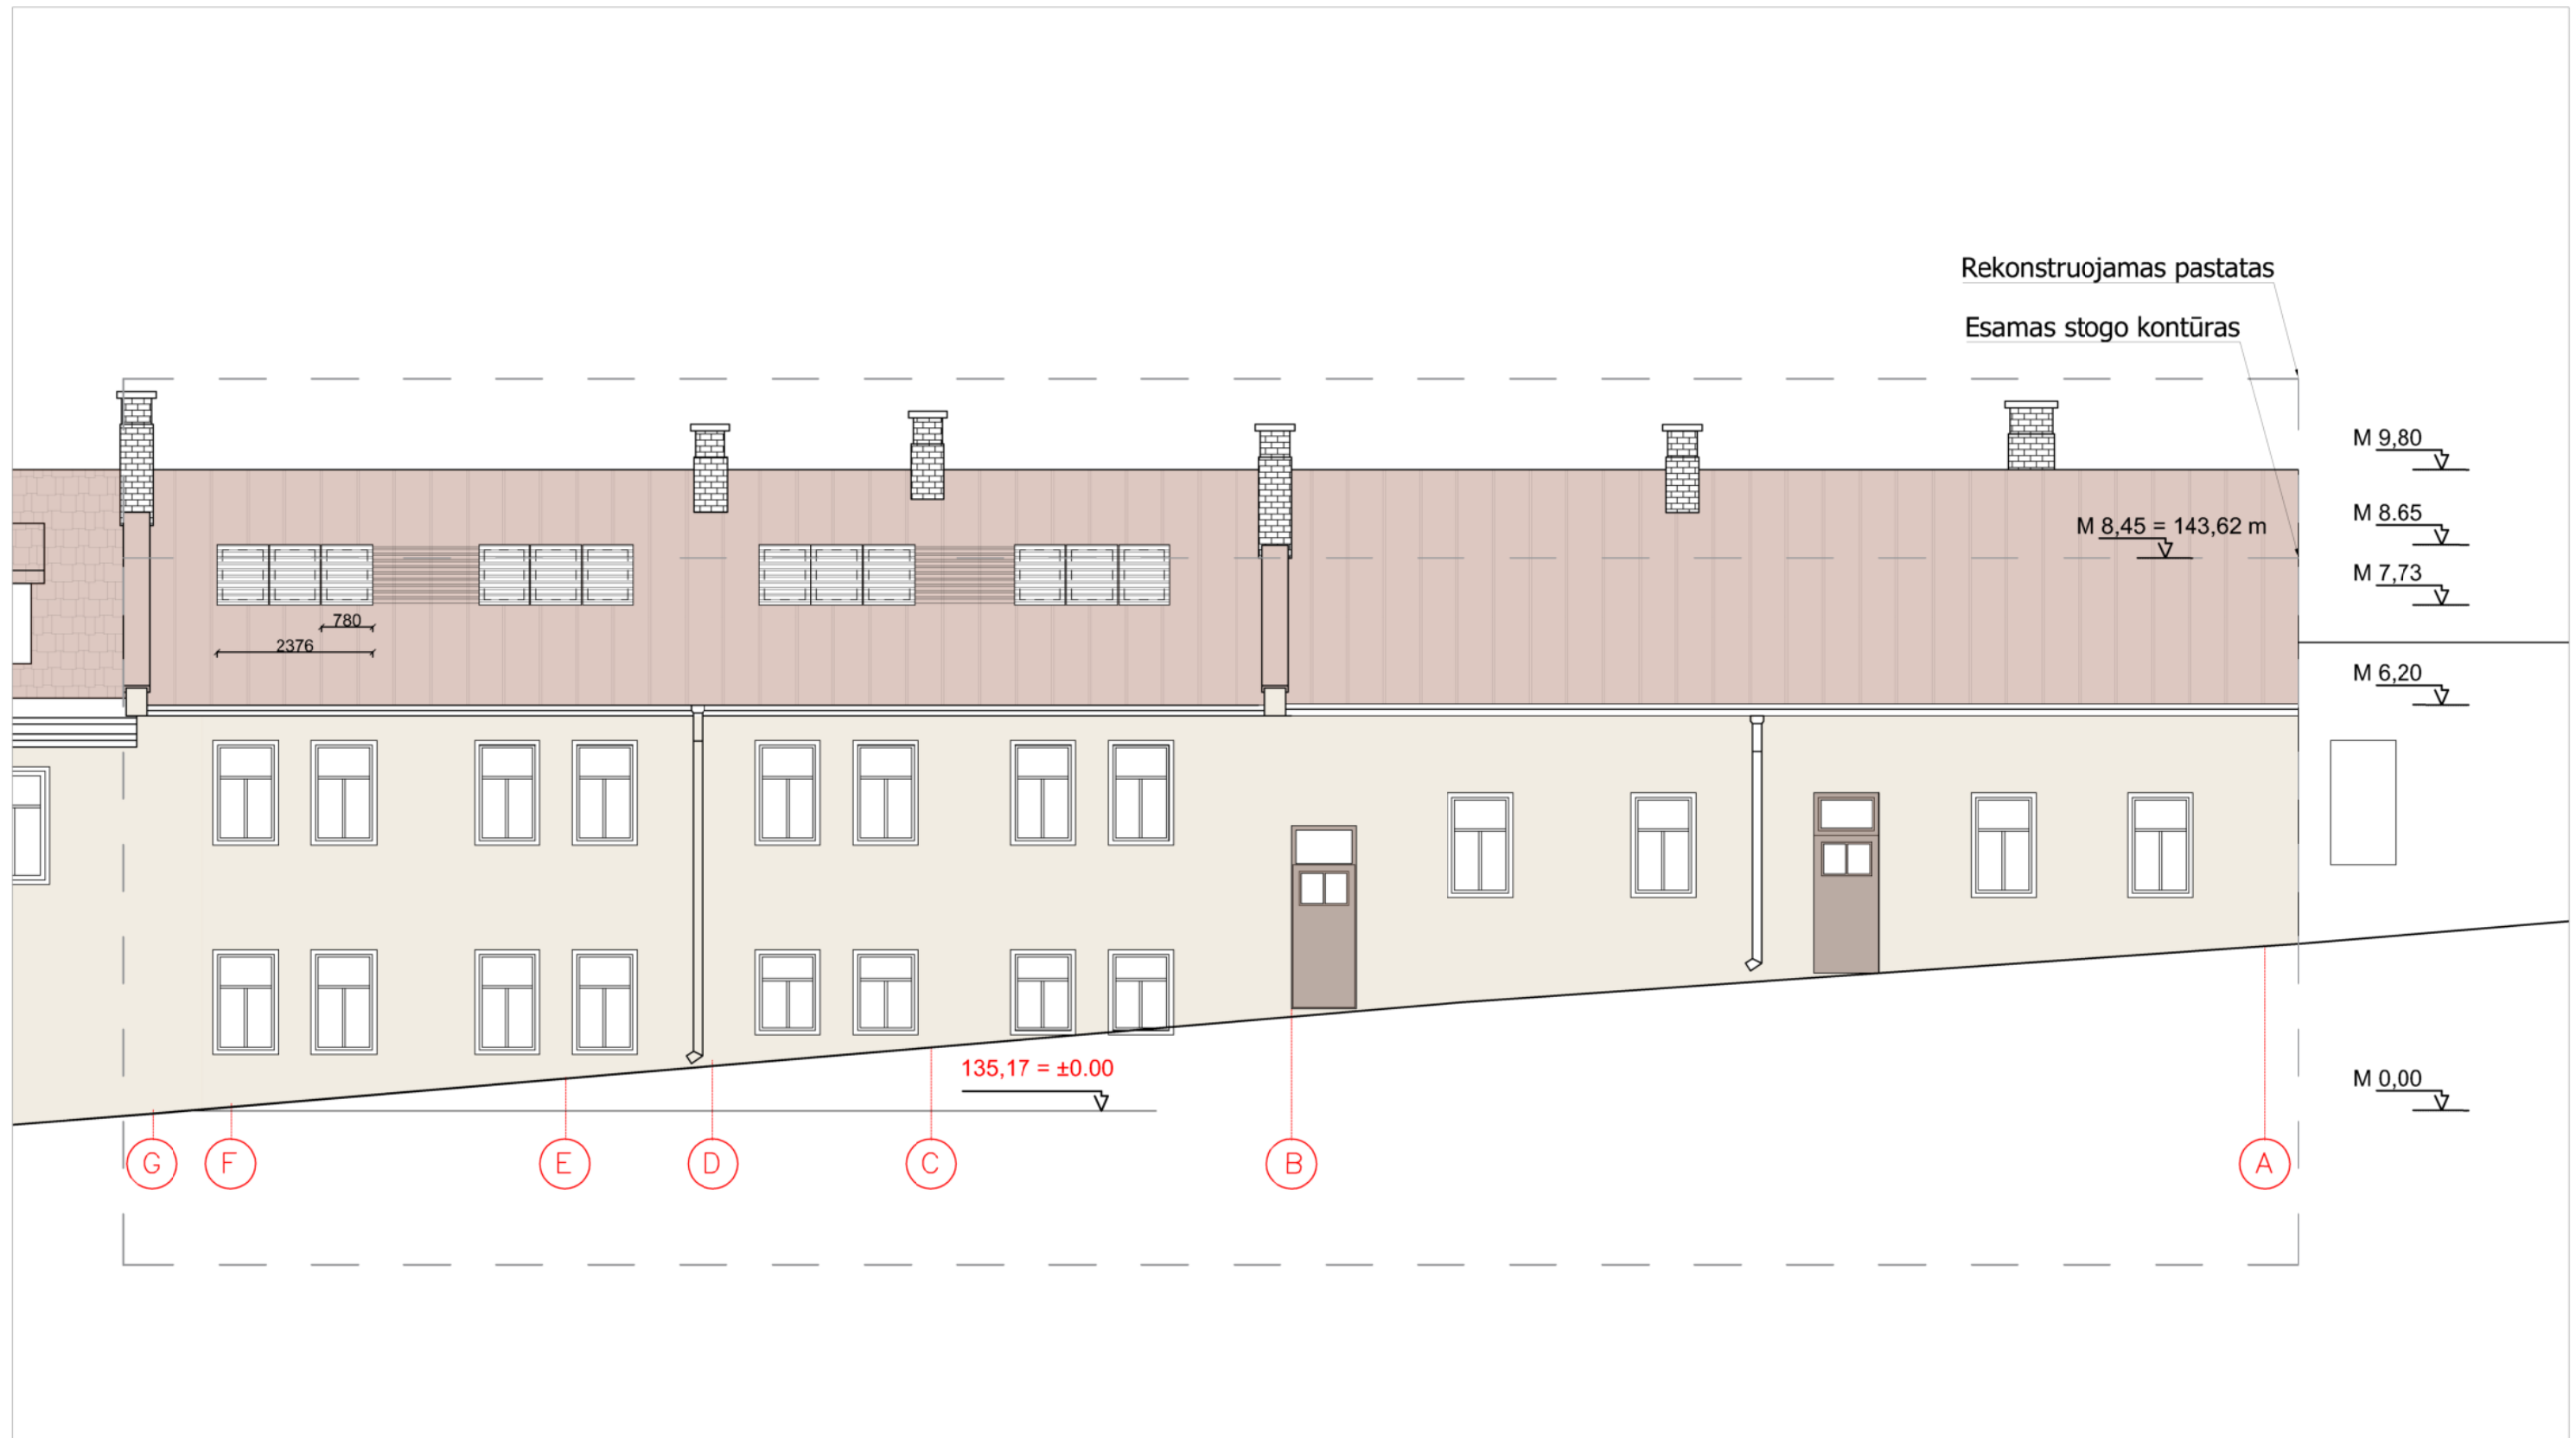 Rekonstruojamas pastatas
Esamas stogo kontūras
M 9,80
M 8.65
M 8,45 = 143,62 m
M 7,73
780
2376
M 6,20
135,17 = ±0.00
M 0,00
G
F
E
D
C
B
A